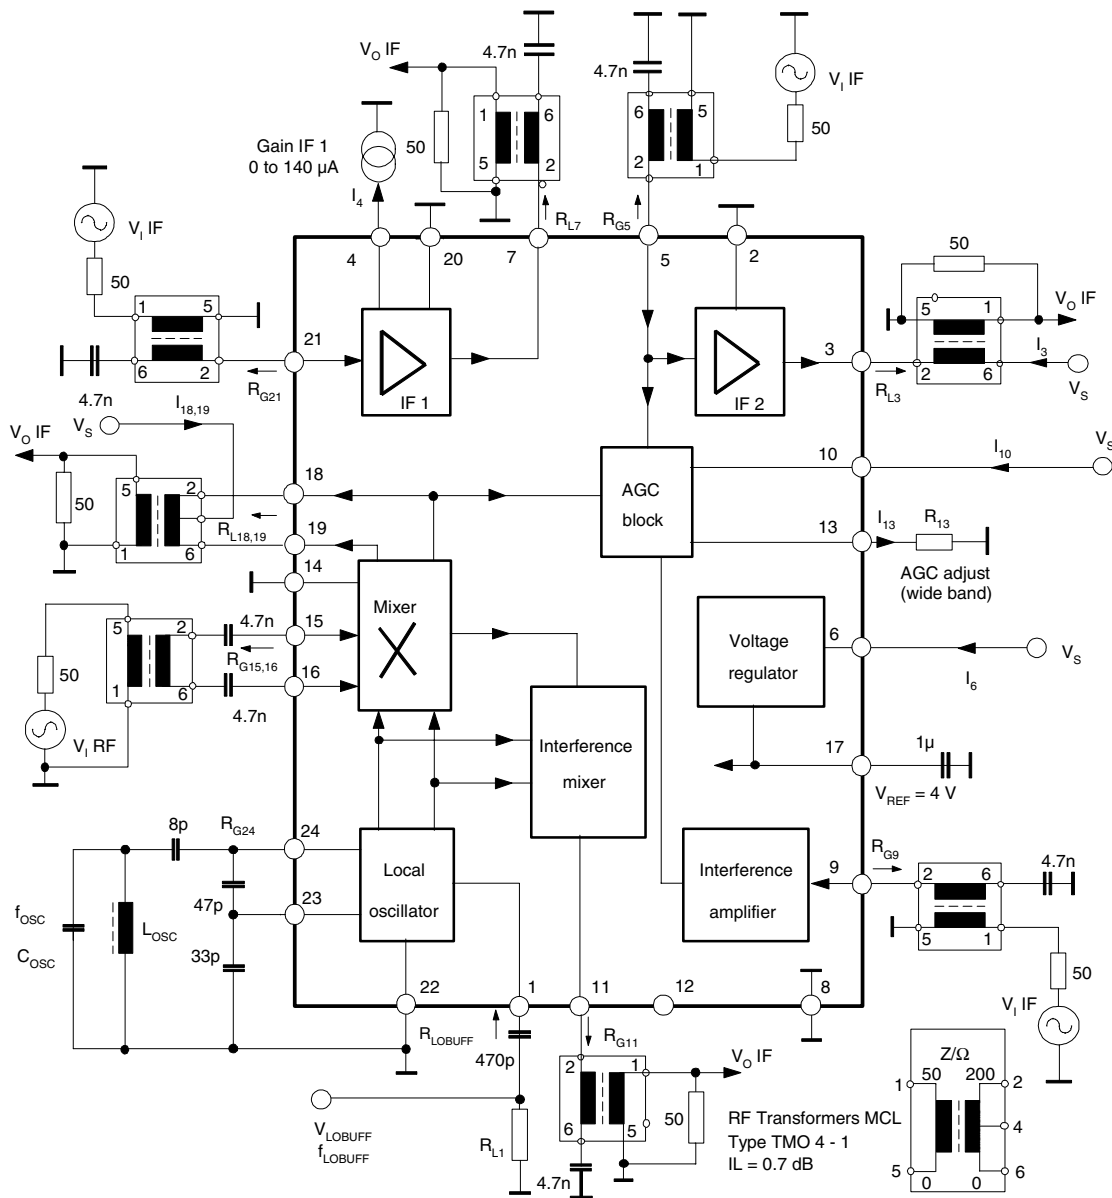 V_O IF
4.7n
4.7n
V_I IF
Gain IF 1
0 to 140 µA
50
1
6
5
2
6
5
2
1
50
I_4
R_L7
R_G5
V_I IF
50
4
20
7
5
2
50
1
5
6
2
4.7n
R_G21
21
IF 1
IF 2
3
R_L3
5
1
2
6
V_O IF
I_3
V_S
I_18,19
V_S
V_O IF
50
5
2
1
6
R_L18,19
18
19
14
AGC
block
10
I_10
V_S
13
I_13
R_13
AGC adjust
(wide band)
Mixer
5
2
1
6
4.7n
15
R_G15,16
16
4.7n
50
V_I RF
Voltage
regulator
6
V_S
I_6
Interference
mixer
17
1µ
V_REF = 4 V
8p
R_G24
24
47p
23
33p
f_OSC
C_OSC
L_OSC
Local
oscillator
Interference
amplifier
9
R_G9
2
6
5
1
4.7n
50
V_I IF
22
1
11
12
8
R_LOBUFF
470p
R_G11
2
1
6
5
V_O IF
50
4.7n
V_LOBUFF
f_LOBUFF
R_L1
RF Transformers MCL
Type TMO 4 - 1
IL = 0.7 dB
Z/Ω
50
200
1
2
4
5
6
0
0